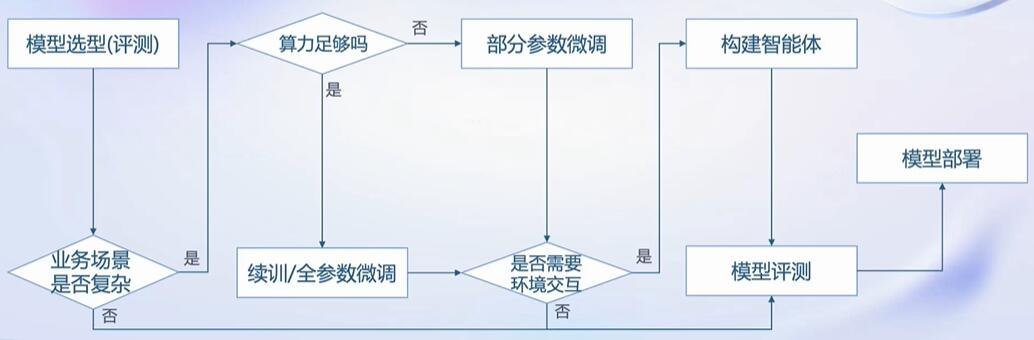 模型选型(评测)
算力足够吗
否
部分参数微调
构建智能体
是
模型部署
业务场景
是否复杂
是
续训/全参数微调
是否需要
环境交互
是
模型评测
否
否